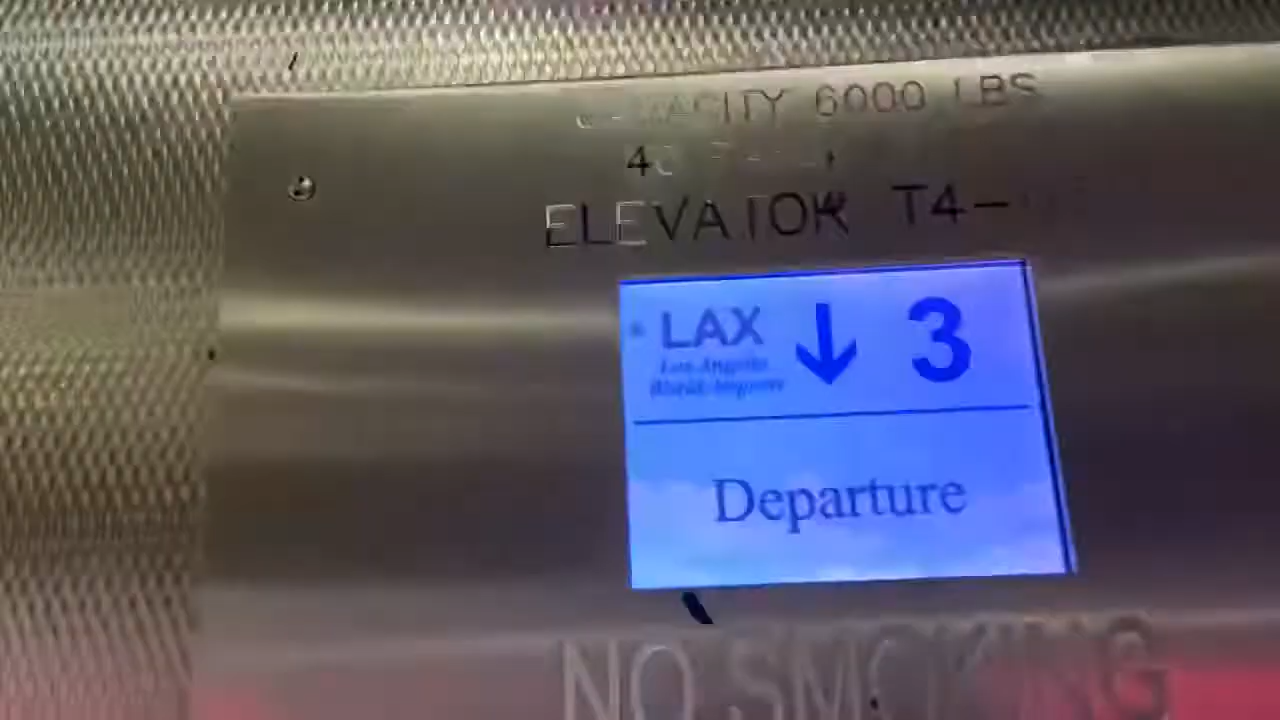 CAPACITY 6000 LBS
ELEVATOR T4-
LAX
3
Los Angeles
World Airports
Departure
NO SMOKING